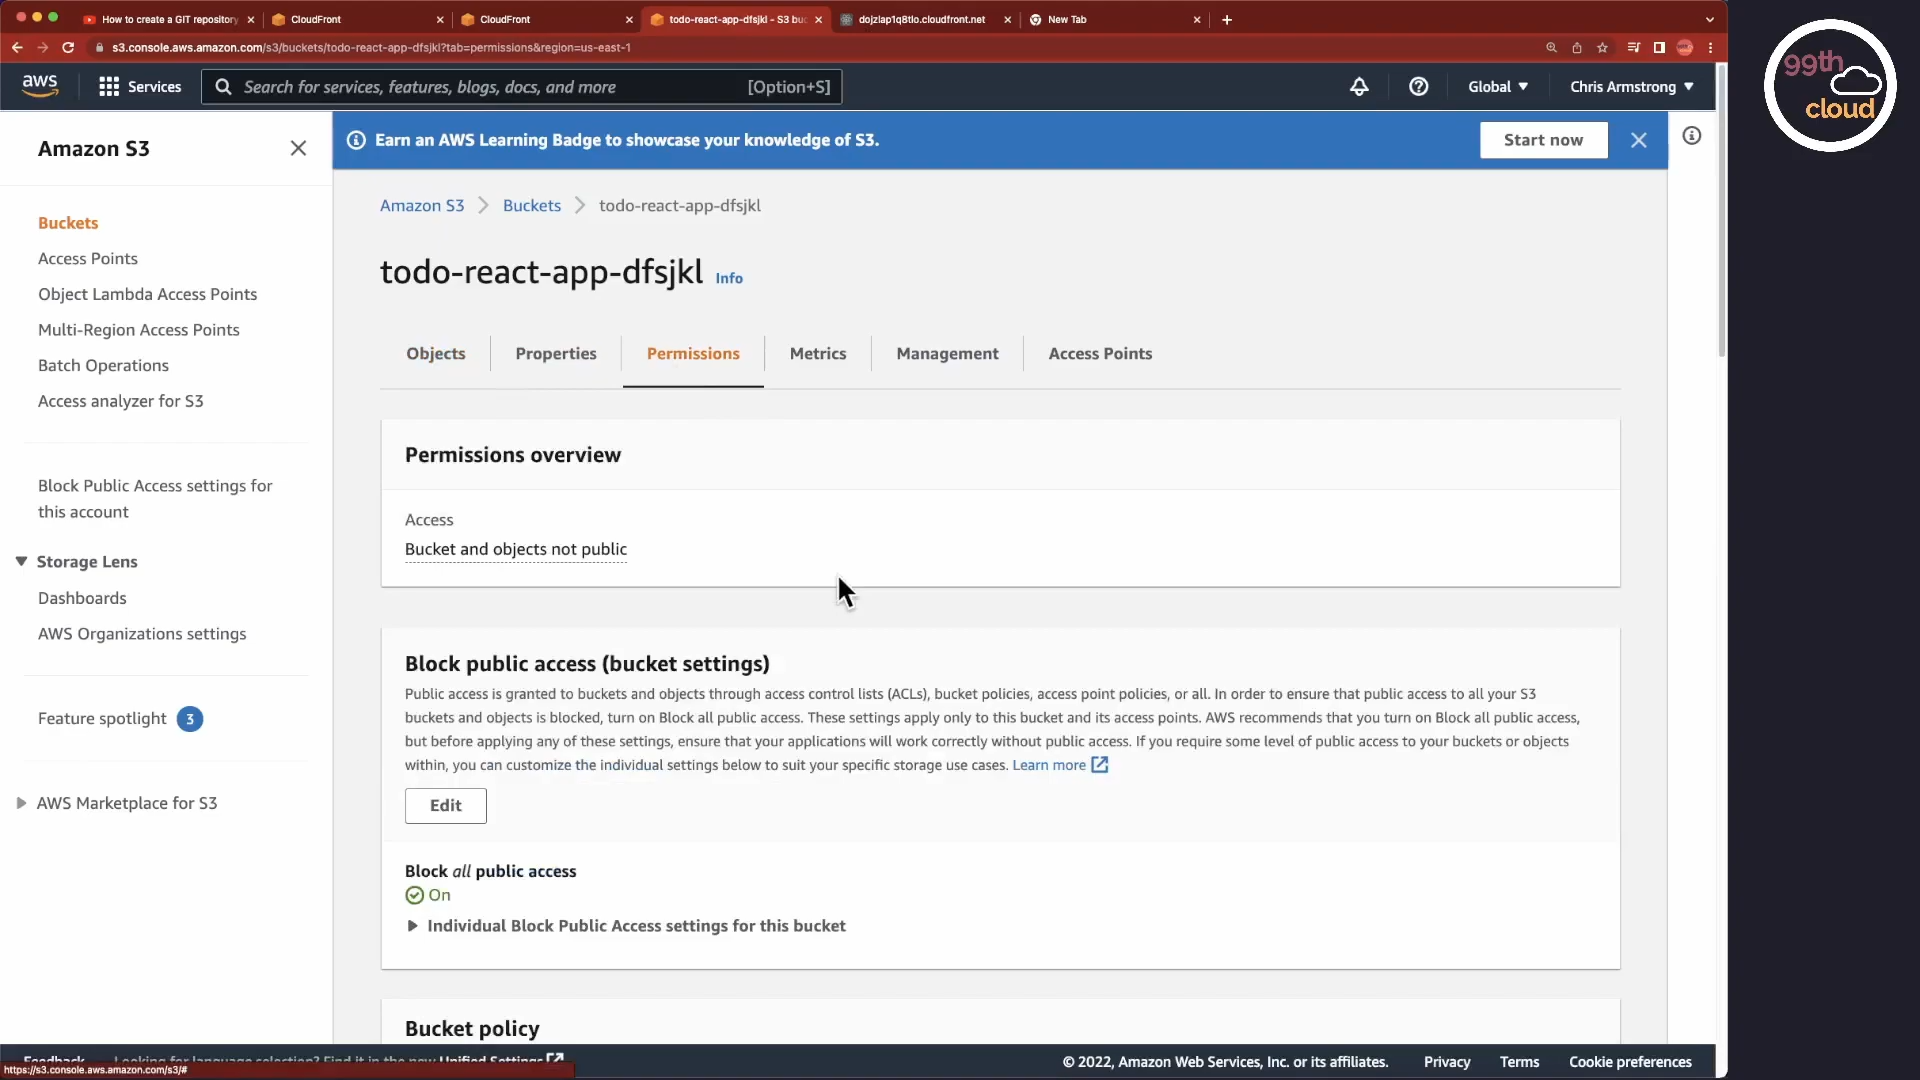 How to create a GIT repository
CloudFront
CloudFront
todo-react-app-dfsjkl - S3 buc
dojzlap1q8tlo.cloudfront.net
New Tab
s3.console.aws.amazon.com/s3/buckets/todo-react-app-dfsjkl?tab=permissions&region=us-east-1
99th
cloud
aws
Services
Search for services, features, blogs, docs, and more
[Option+S]
Global
Chris Armstrong
Amazon S3
Earn an AWS Learning Badge to showcase your knowledge of S3.
Start now
Amazon S3
Buckets
todo-react-app-dfsjkl
Buckets
Access Points
Object Lambda Access Points
Multi-Region Access Points
Batch Operations
Access analyzer for S3
Block Public Access settings for
this account
Storage Lens
Dashboards
AWS Organizations settings
Feature spotlight 3
AWS Marketplace for S3
todo-react-app-dfsjkl Info
Objects
Properties
Permissions
Metrics
Management
Access Points
Permissions overview
Access
Bucket and objects not public
Block public access (bucket settings)
Public access is granted to buckets and objects through access control lists (ACLs), bucket policies, access point policies, or all. In order to ensure that public access to all your S3
buckets and objects is blocked, turn on Block all public access. These settings apply only to this bucket and its access points. AWS recommends that you turn on Block all public access,
but before applying any of these settings, ensure that your applications will work correctly without public access. If you require some level of public access to your buckets or objects
within, you can customize the individual settings below to suit your specific storage use cases. Learn more
Edit
Block all public access
On
Individual Block Public Access settings for this bucket
Bucket policy
Feedback
Looking for language selection? Find it in the new Unified Settings
© 2022, Amazon Web Services, Inc. or its affiliates.
Privacy
Terms
Cookie preferences
https://s3.console.aws.amazon.com/s3/#